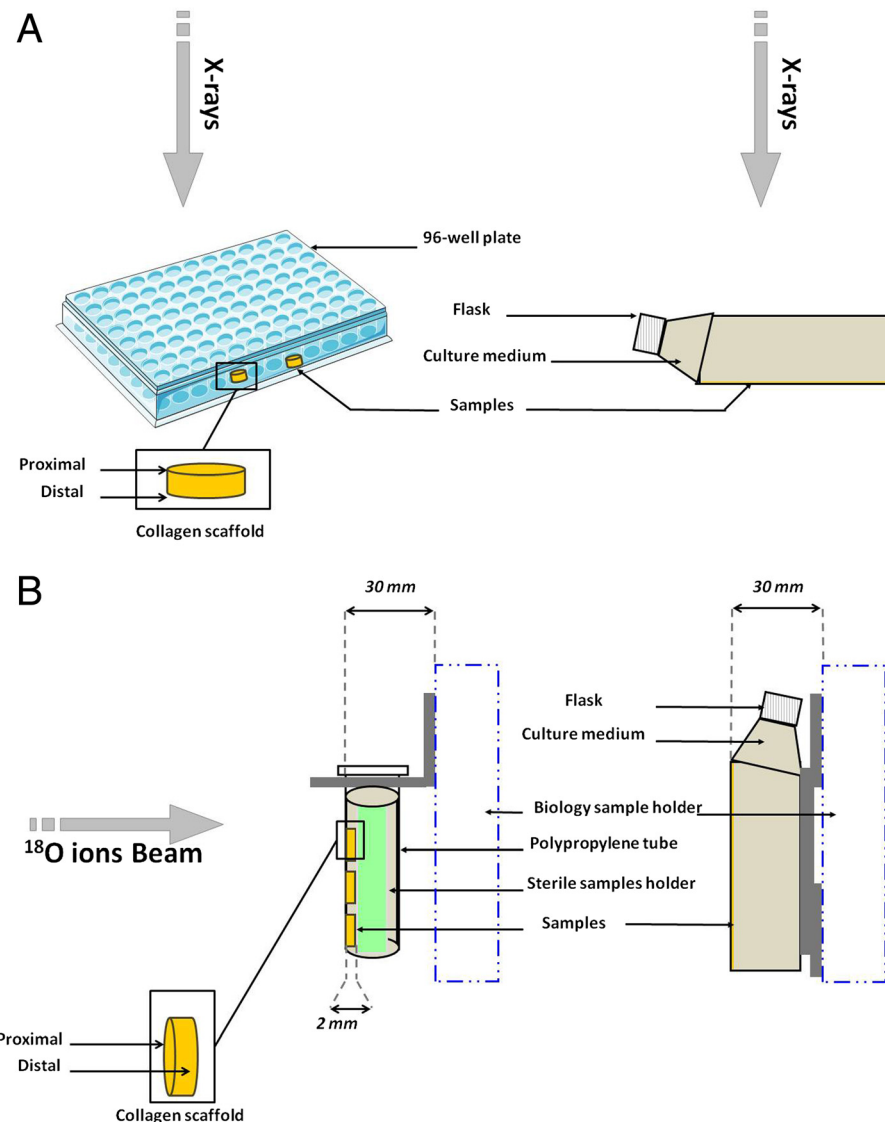 A
X-rays
X-rays
96-well plate
Flask
Culture medium
Samples
Proximal
Distal
Collagen scaffold
B
30 mm
30 mm
Flask
Culture medium
Biology sample holder
Polypropylene tube
Sterile samples holder
Samples
18O ions Beam
2 mm
Proximal
Distal
Collagen scaffold